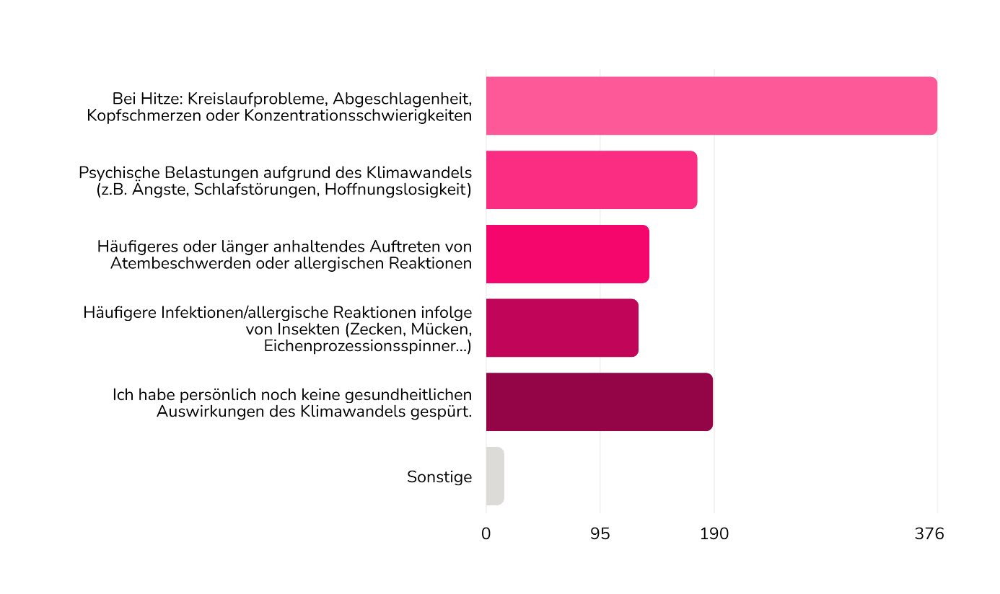 Bei Hitze: Kreislaufprobleme, Abgeschlagenheit,
Kopfschmerzen oder Konzentrationsschwierigkeiten
Psychische Belastungen aufgrund des Klimawandels
(z.B. Ängste, Schlafstörungen, Hoffnungslosigkeit)
Häufigeres oder länger anhaltendes Auftreten von
Atembeschwerden oder allergischen Reaktionen
Häufigere Infektionen/allergische Reaktionen infolge
von Insekten (Zecken, Mücken,
Eichenprozessionsspinner...)
Ich habe persönlich noch keine gesundheitlichen
Auswirkungen des Klimawandels gespürt.
Sonstige
0 95 190 376